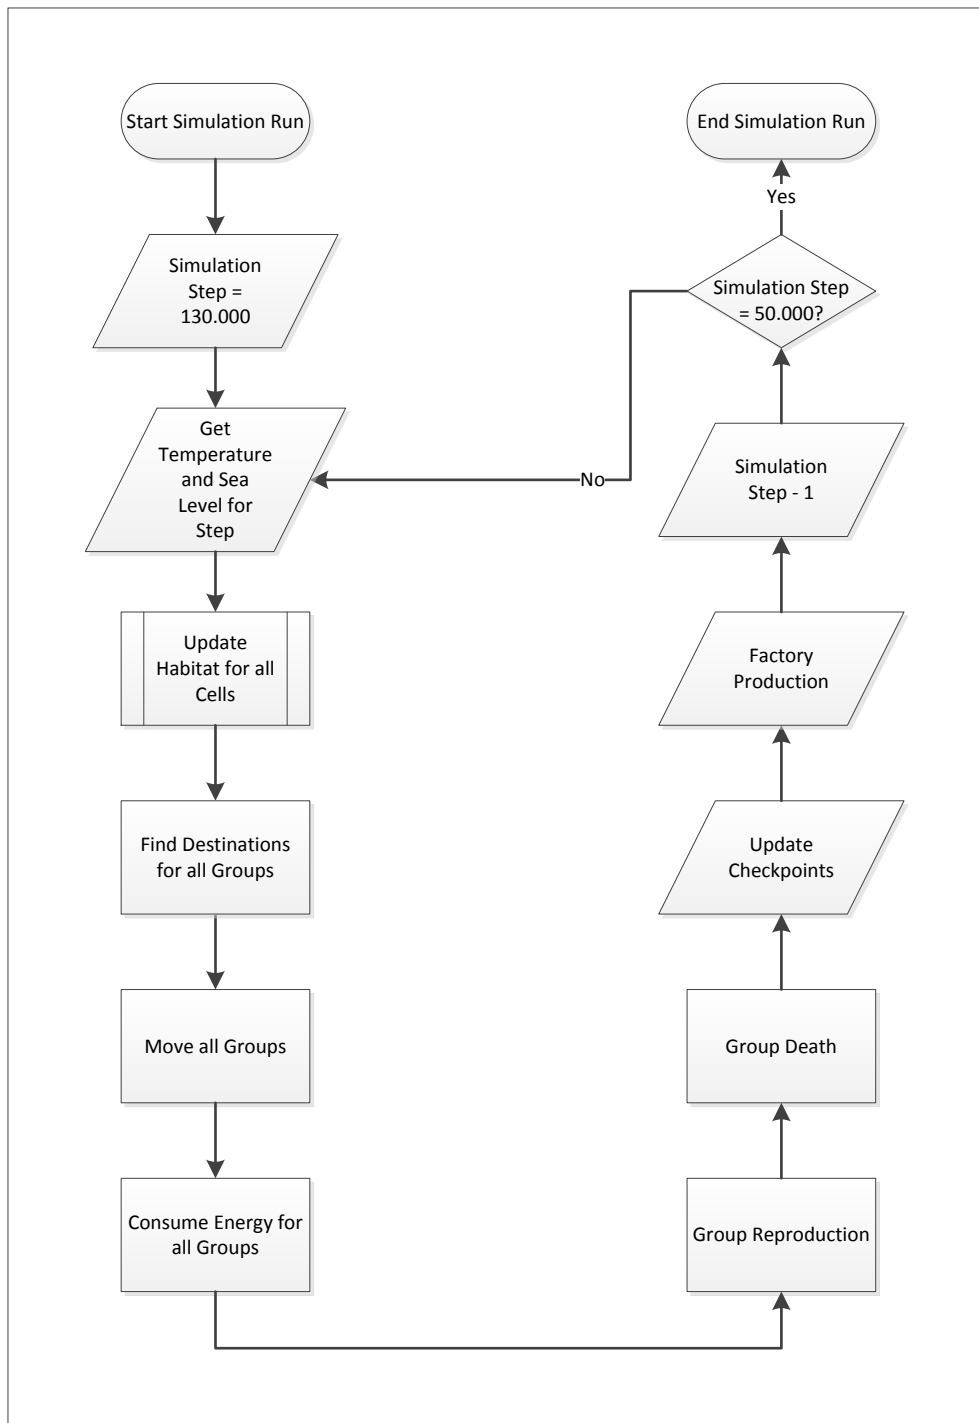 Start Simulation Run
Simulation
Step =
130.000
Get
Temperature
and Sea
Level for
Step
Update
Habitat for all
Cells
Find Destinations
for all Groups
Move all Groups
Consume Energy for
all Groups
Group Reproduction
Group Death
Update
Checkpoints
Factory
Production
Simulation
Step - 1
Simulation Step
= 50.000?
No
Yes
End Simulation Run